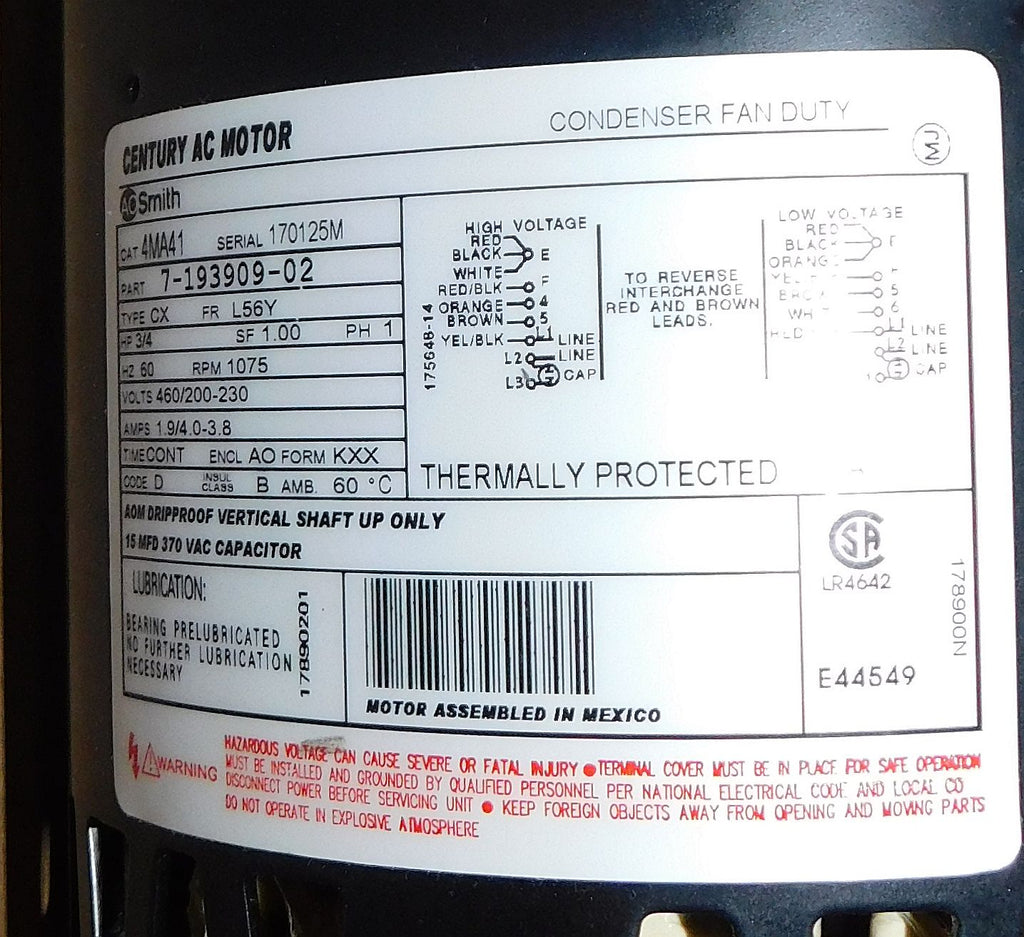 CENTURY AC MOTOR
CONDENSER FAN DUTY
MJ
AO Smith
CAT 4MA41 SERIAL 170125M
PART 7-193909-02
TYPE CX FR L56Y
HP 3/4 SF 1.00 PH 1
HZ 60 RPM 1075
VOLTS 460/200-230
AMPS 1.9/4.0-3.8
TIME CONT ENCL AO FORM KXX
CODE D INSUL CLASS B AMB. 60 °C
HIGH VOLTAGE
RED
BLACK E
WHITE
RED/BLK F
ORANGE 4
BROWN 5
YEL/BLK L1 LINE
L2 LINE
L3 CAP
175648-14
TO REVERSE
INTERCHANGE
RED AND BROWN
LEADS.
LOW VOLTAGE
RED
BLACK
ORANGE
5
6
L1 LINE
L2 LINE
CAP
THERMALLY PROTECTED
AOM DRIPPROOF VERTICAL SHAFT UP ONLY
15 MFD 370 VAC CAPACITOR
SA
LR4642
178900N
E44549
LUBRICATION:
BEARING PRELUBRICATED
NO FURTHER LUBRICATION
NECESSARY
17890201
MOTOR ASSEMBLED IN MEXICO
WARNING
HAZARDOUS VOLTAGE CAN CAUSE SEVERE OR FATAL INJURY ● TERMINAL COVER MUST BE IN PLACE FOR SAFE OPERATION
MUST BE INSTALLED AND GROUNDED BY QUALIFIED PERSONNEL PER NATIONAL ELECTRICAL CODE AND LOCAL CO
DISCONNECT POWER BEFORE SERVICING UNIT ● KEEP FOREIGN OBJECTS AWAY FROM OPENING AND MOVING PARTS
DO NOT OPERATE IN EXPLOSIVE ATMOSPHERE